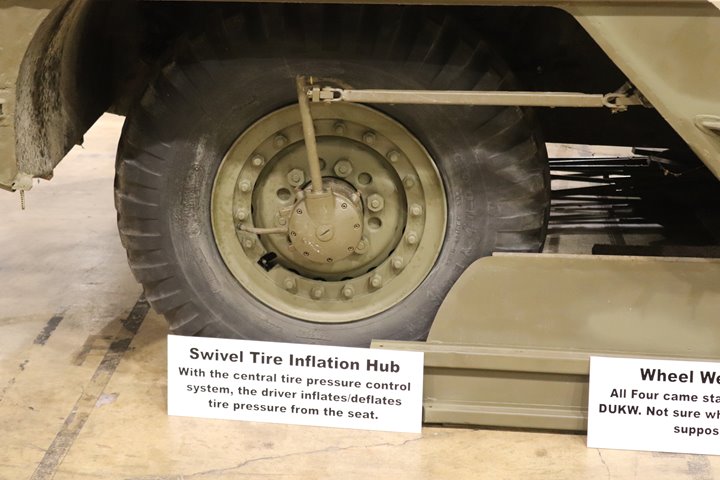 Swivel Tire Inflation Hub
With the central tire pressure control
system, the driver inflates/deflates
tire pressure from the seat.
Wheel We
All Four came sta
DUKW. Not sure wh
suppos